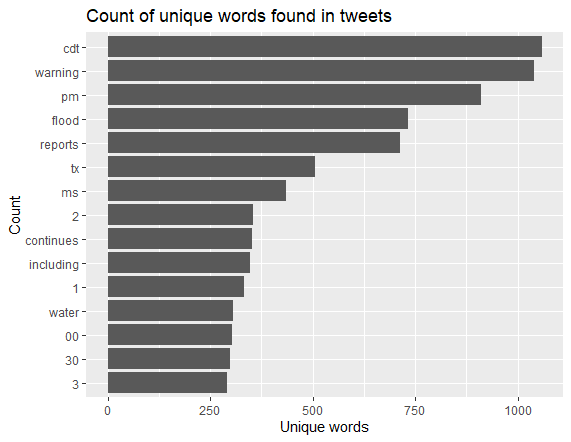 Count of unique words found in tweets
Count
cdt
warning
pm
flood
reports
tx
ms
2
continues
including
1
water
00
30
3
0 250 500 750 1000
Unique words